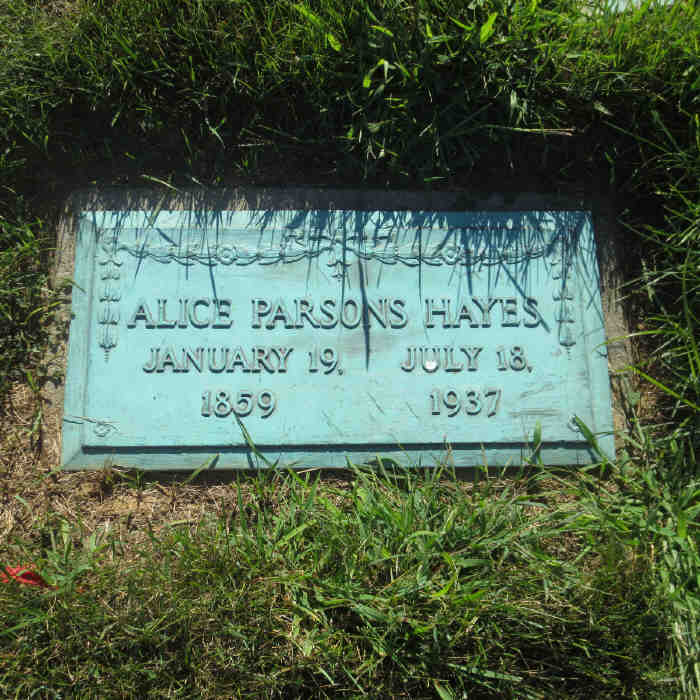 ALICE PARSONS HAYES
JANUARY 19, JULY 18,
1859 1937